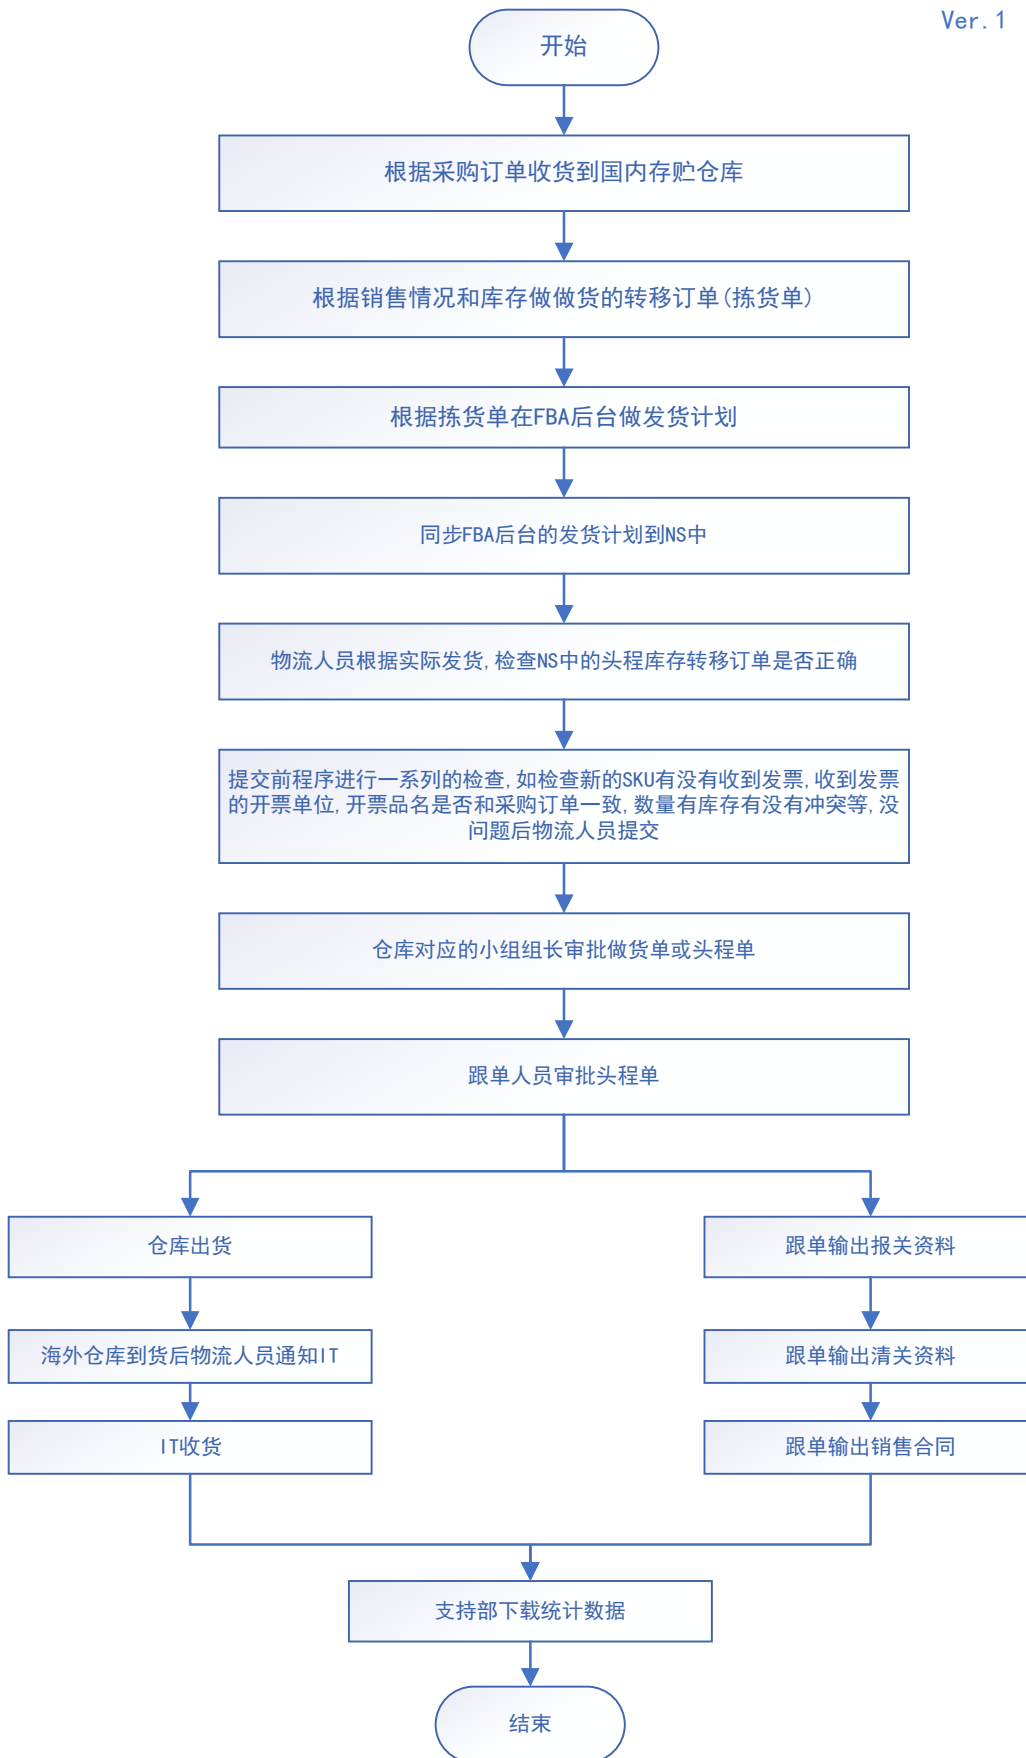 Ver.1
开始
根据采购订单收货到国内存贮仓库
根据销售情况和库存做做货的转移订单(拣货单)
根据拣货单在FBA后台做发货计划
同步FBA后台的发货计划到NS中
物流人员根据实际发货,检查NS中的头程库存转移订单是否正确
提交前程序进行一系列的检查,如检查新的SKU有没有收到发票,收到发票
的开票单位,开票品名是否和采购订单一致,数量有库存有没有冲突等,没
问题后物流人员提交
仓库对应的小组组长审批做货单或头程单
跟单人员审批头程单
仓库出货
跟单输出报关资料
海外仓库到货后物流人员通知IT
跟单输出清关资料
IT收货
跟单输出销售合同
支持部下载统计数据
结束